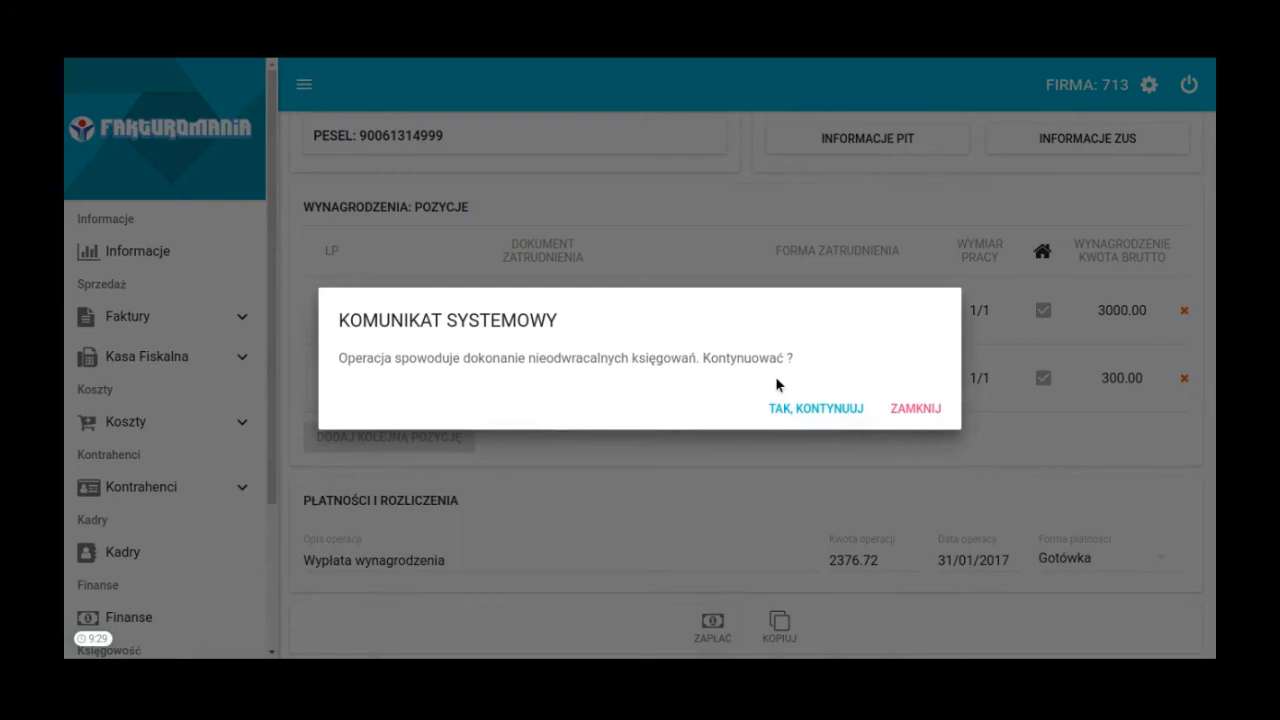 FAKTUROMANIA
FIRMA: 713
PESEL: 90061314999
INFORMACJE PIT
INFORMACJE ZUS
Informacje
Informacje
Sprzedaż
Faktury
Kasa Fiskalna
Koszty
Koszty
Kontrahenci
Kontrahenci
Kadry
Kadry
Finanse
Finanse
9:29
Księgowość
WYNAGRODZENIA: POZYCJE
LP
DOKUMENT
ZATRUDNIENIA
FORMA ZATRUDNIENIA
WYMIAR
PRACY
WYNAGRODZENIE
KWOTA BRUTTO
1/1
3000.00
1/1
300.00
KOMUNIKAT SYSTEMOWY
Operacja spowoduje dokonanie nieodwracalnych księgowań. Kontynuować ?
TAK, KONTYNUUJ
ZAMKNIJ
DODAJ KOLEJNĄ POZYCJĘ
PŁATNOŚCI I ROZLICZENIA
Opis operacji
Kwota operacji
Data operacji
Forma płatności
Wypłata wynagrodzenia
2376.72
31/01/2017
Gotówka
ZAPŁAĆ
KOPIUJ